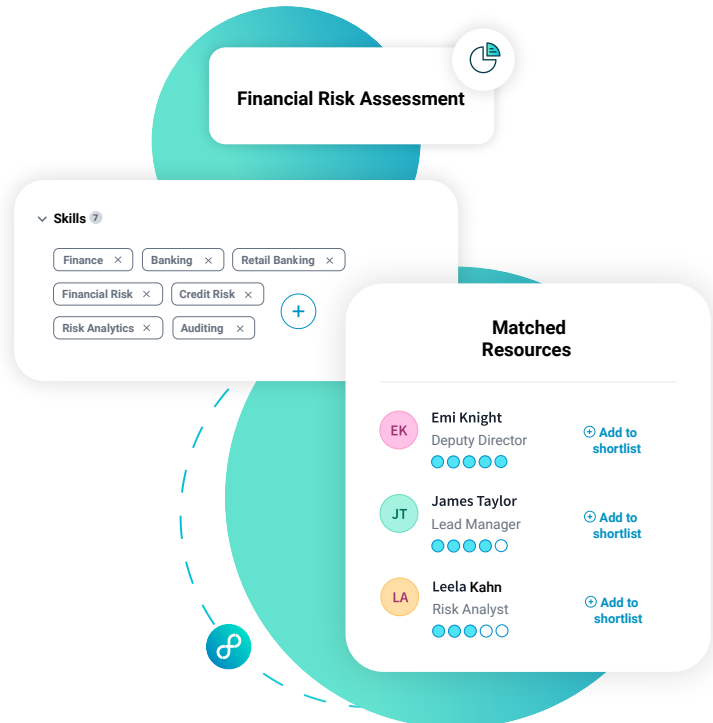 Financial Risk Assessment
Skills 7
Finance × Banking × Retail Banking ×
Financial Risk × Credit Risk ×
Risk Analytics × Auditing ×
+
Matched
Resources
EK
Emi Knight
Deputy Director
Add to
shortlist
JT
James Taylor
Lead Manager
Add to
shortlist
LA
Leela Kahn
Risk Analyst
Add to
shortlist